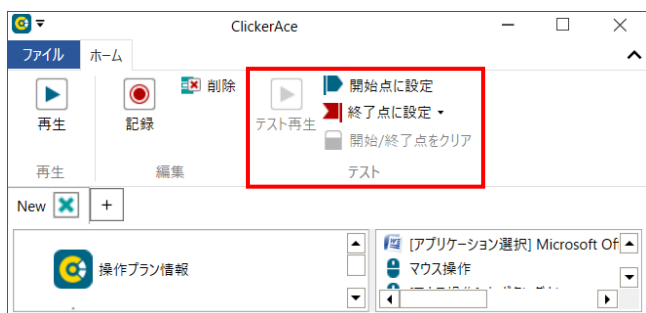 ClickerAce
ファイル ホーム
再生
記録
削除
テスト再生
開始点に設定
終了点に設定
開始/終了点をクリア
再生 編集 テスト
New +
操作プラン情報
[アプリケーション選択] Microsoft Of
マウス操作